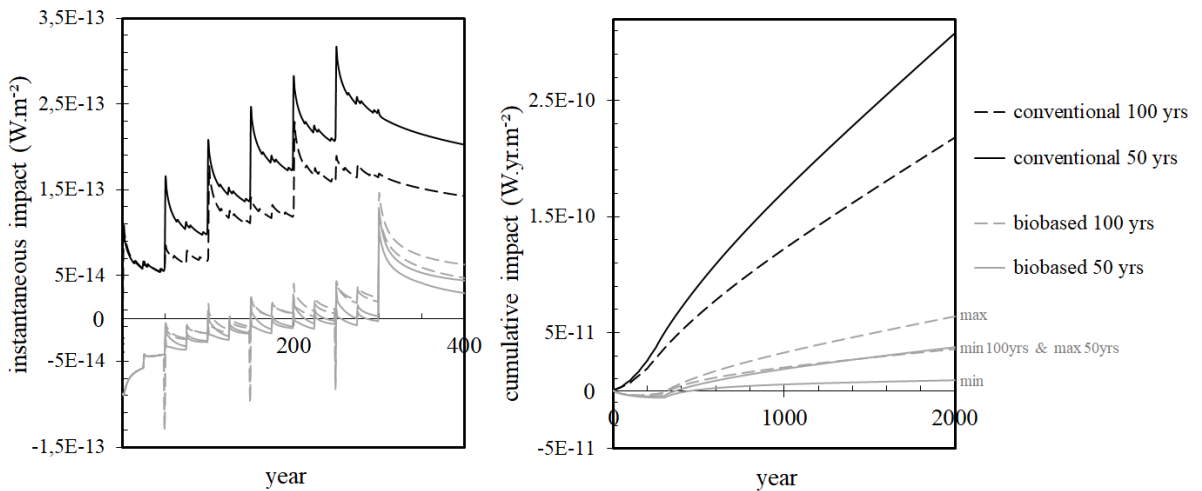 instantaneous impact (W.m⁻²)
3,5E-13
2,5E-13
1,5E-13
5E-14
0
-5E-14
-1,5E-13
200
400
year
cumulative impact (W.yr.m⁻²)
2,5E-10
1,5E-10
5E-11
0
-5E-11
0
1000
2000
year
max
min 100yrs & max 50yrs
min
conventional 100 yrs
conventional 50 yrs
biobased 100 yrs
biobased 50 yrs